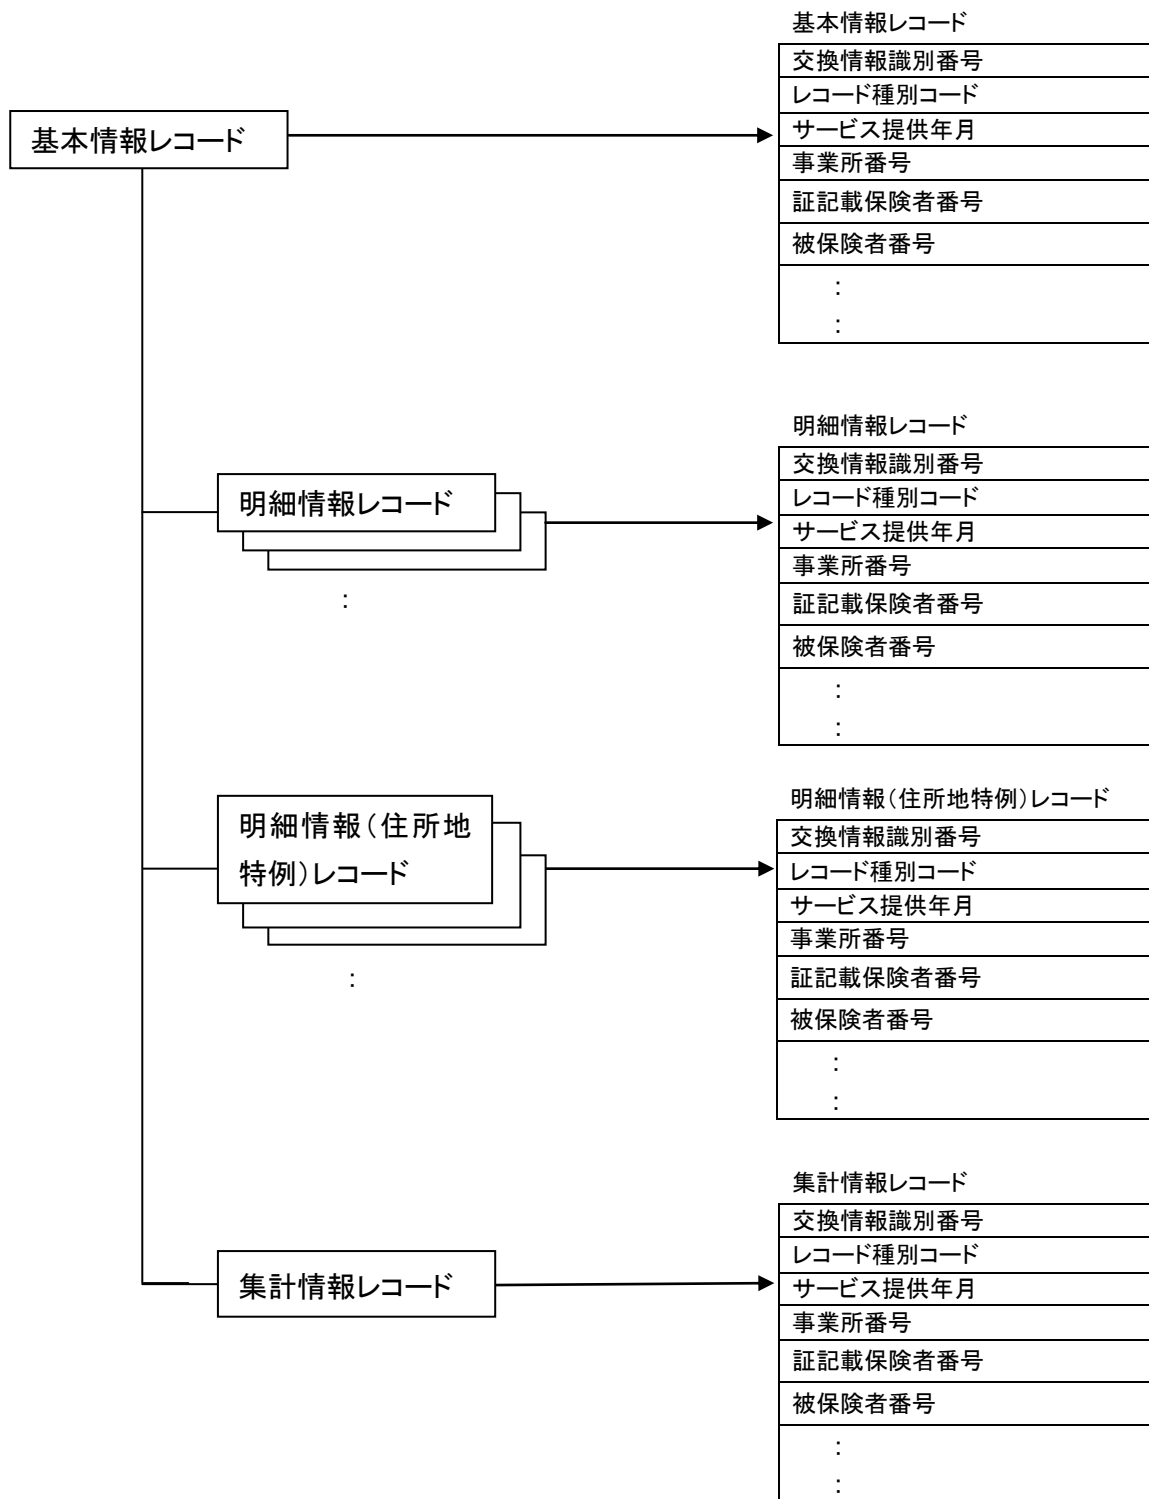 基本情報レコード
基本情報レコード
交換情報識別番号
レコード種別コード
サービス提供年月
事業所番号
証記載保険者番号
被保険者番号
:
:
明細情報レコード
:
明細情報レコード
交換情報識別番号
レコード種別コード
サービス提供年月
事業所番号
証記載保険者番号
被保険者番号
:
:
明細情報(住所地
特例)レコード
:
明細情報(住所地特例)レコード
交換情報識別番号
レコード種別コード
サービス提供年月
事業所番号
証記載保険者番号
被保険者番号
:
:
集計情報レコード
集計情報レコード
交換情報識別番号
レコード種別コード
サービス提供年月
事業所番号
証記載保険者番号
被保険者番号
:
: